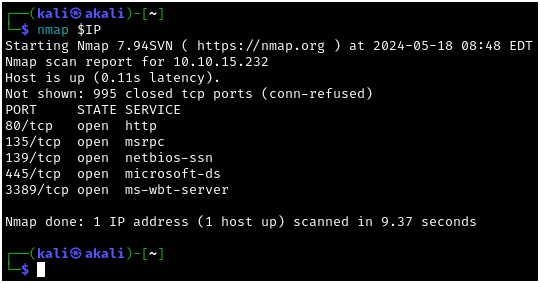 ┌──(kali㉿akali)-[~]
└─$ nmap $IP
Starting Nmap 7.94SVN ( https://nmap.org ) at 2024-05-18 08:48 EDT
Nmap scan report for 10.10.15.232
Host is up (0.11s latency).
Not shown: 995 closed tcp ports (conn-refused)
PORT     STATE SERVICE
80/tcp   open  http
135/tcp  open  msrpc
139/tcp  open  netbios-ssn
445/tcp  open  microsoft-ds
3389/tcp open  ms-wbt-server
Nmap done: 1 IP address (1 host up) scanned in 9.37 seconds
┌──(kali㉿akali)-[~]
└─$